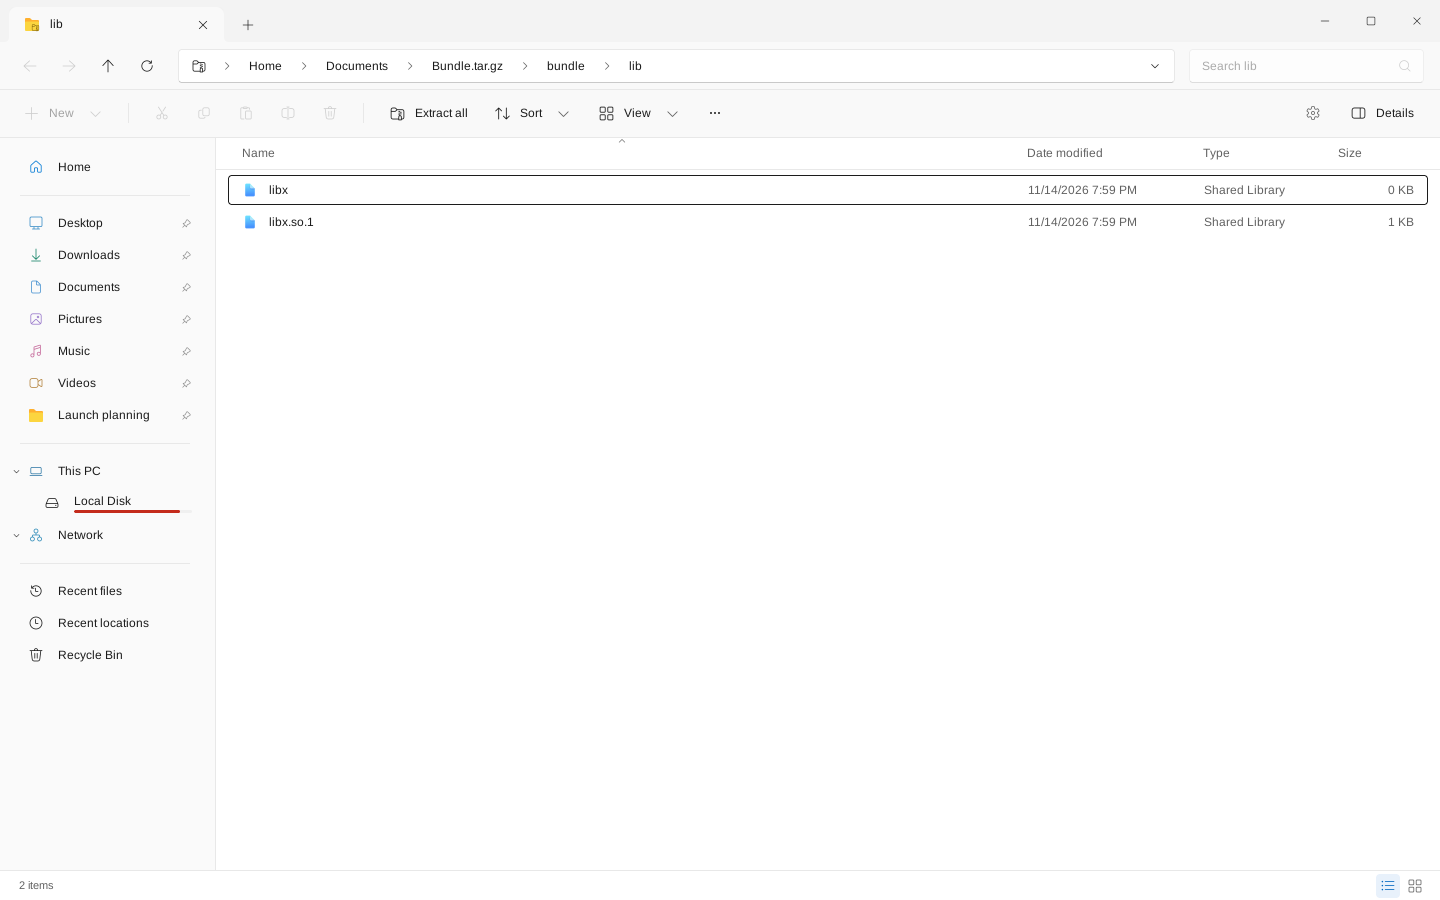 lib
Home
Documents
Bundle.tar.gz
bundle
lib
Search lib
New
Extract all
Sort
View
Details
Name
Date modified
Type
Size
libx
11/14/2026 7:59 PM
Shared Library
0 KB
libx.so.1
11/14/2026 7:59 PM
Shared Library
1 KB
Home
Desktop
Downloads
Documents
Pictures
Music
Videos
Launch planning
This PC
Local Disk
Network
Recent files
Recent locations
Recycle Bin
2 items